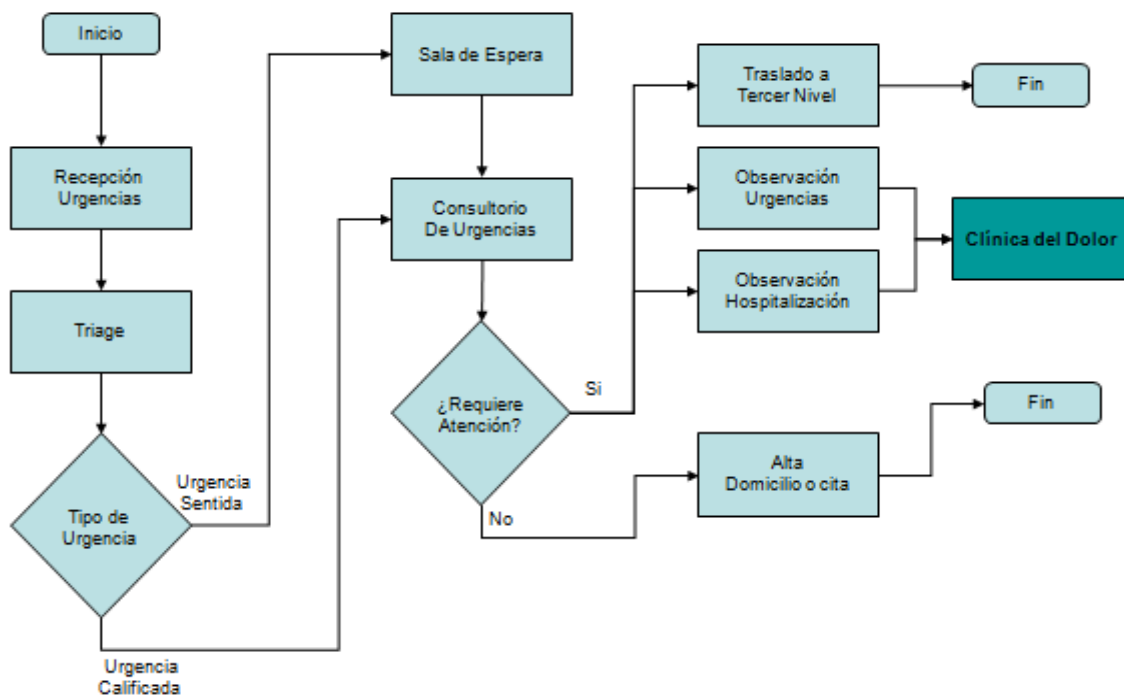 Inicio
Recepción
Urgencias
Triage
Tipo de
Urgencia
Urgencia
Sentida
Urgencia
Calificada
Sala de Espera
Consultorio
De Urgencias
¿Requiere
Atención?
Si
No
Traslado a
Tercer Nivel
Fin
Observación
Urgencias
Observación
Hospitalización
Clínica del Dolor
Alta
Domicilio o cita
Fin